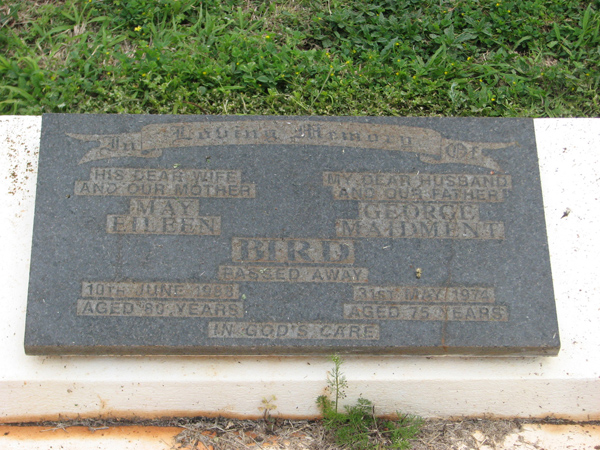 In Loving Memory Of
HIS DEAR WIFE
AND OUR MOTHER
MAY
EILEEN
MY DEAR HUSBAND
AND OUR FATHER
GEORGE
MAIDMENT
BIRD
PASSED AWAY
10TH JUNE
AGED YEARS
31ST MAY 1974
AGED 75 YEARS
IN GOD'S CARE